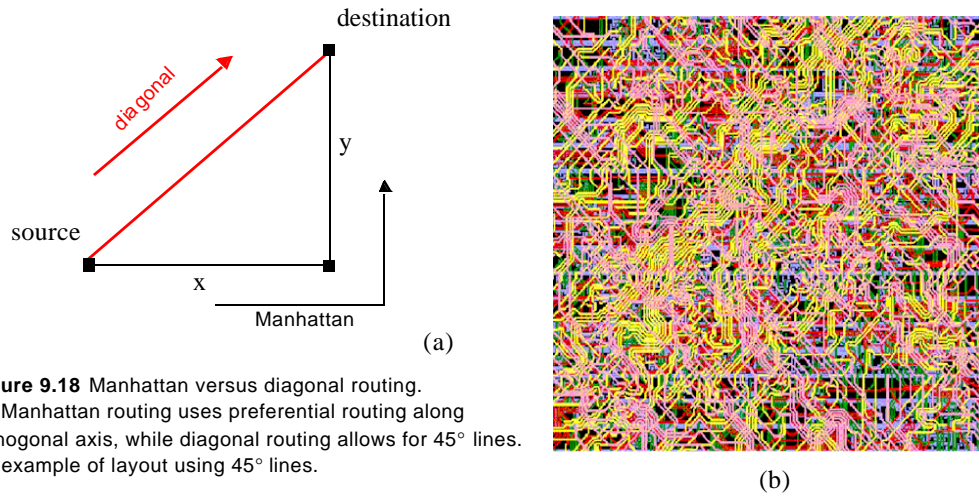 destination
diagonal
y
source
x
Manhattan
(a)
ure 9.18 Manhattan versus diagonal routing.
Manhattan routing uses preferential routing along
hogonal axis, while diagonal routing allows for 45° lines.
example of layout using 45° lines.
(b)